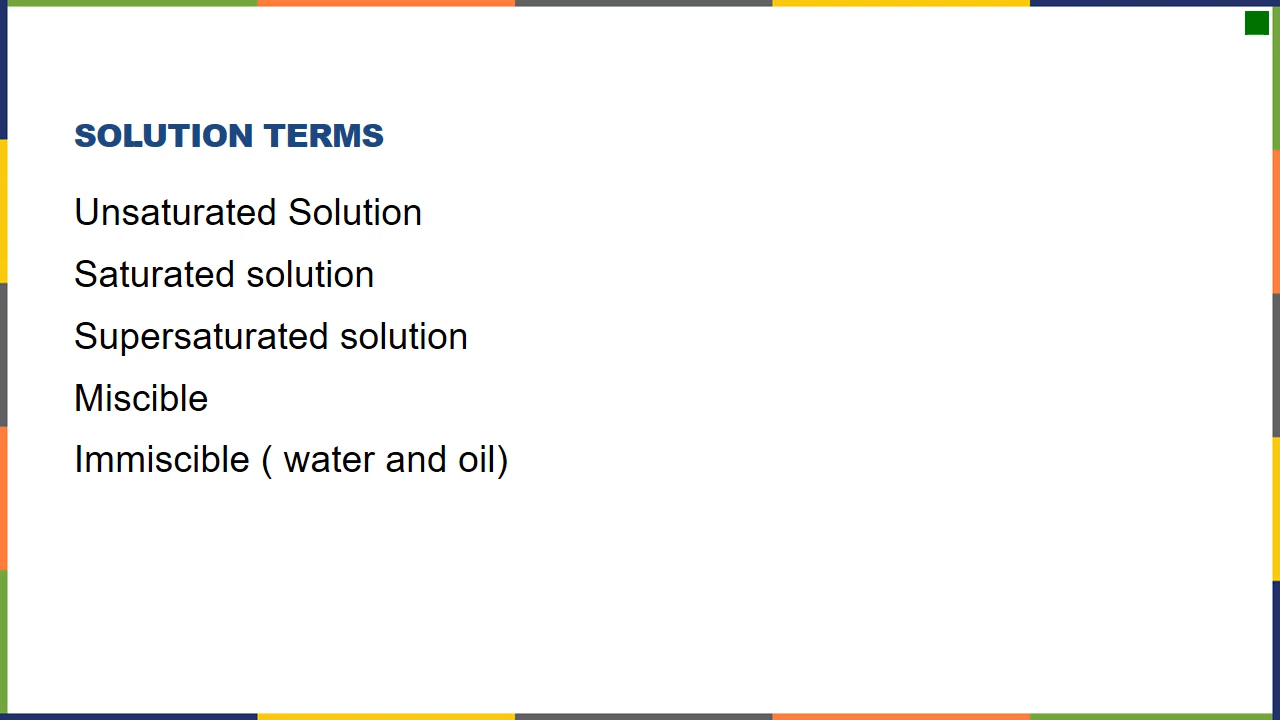 SOLUTION TERMS
Unsaturated Solution
Saturated solution
Supersaturated solution
Miscible
Immiscible ( water and oil)